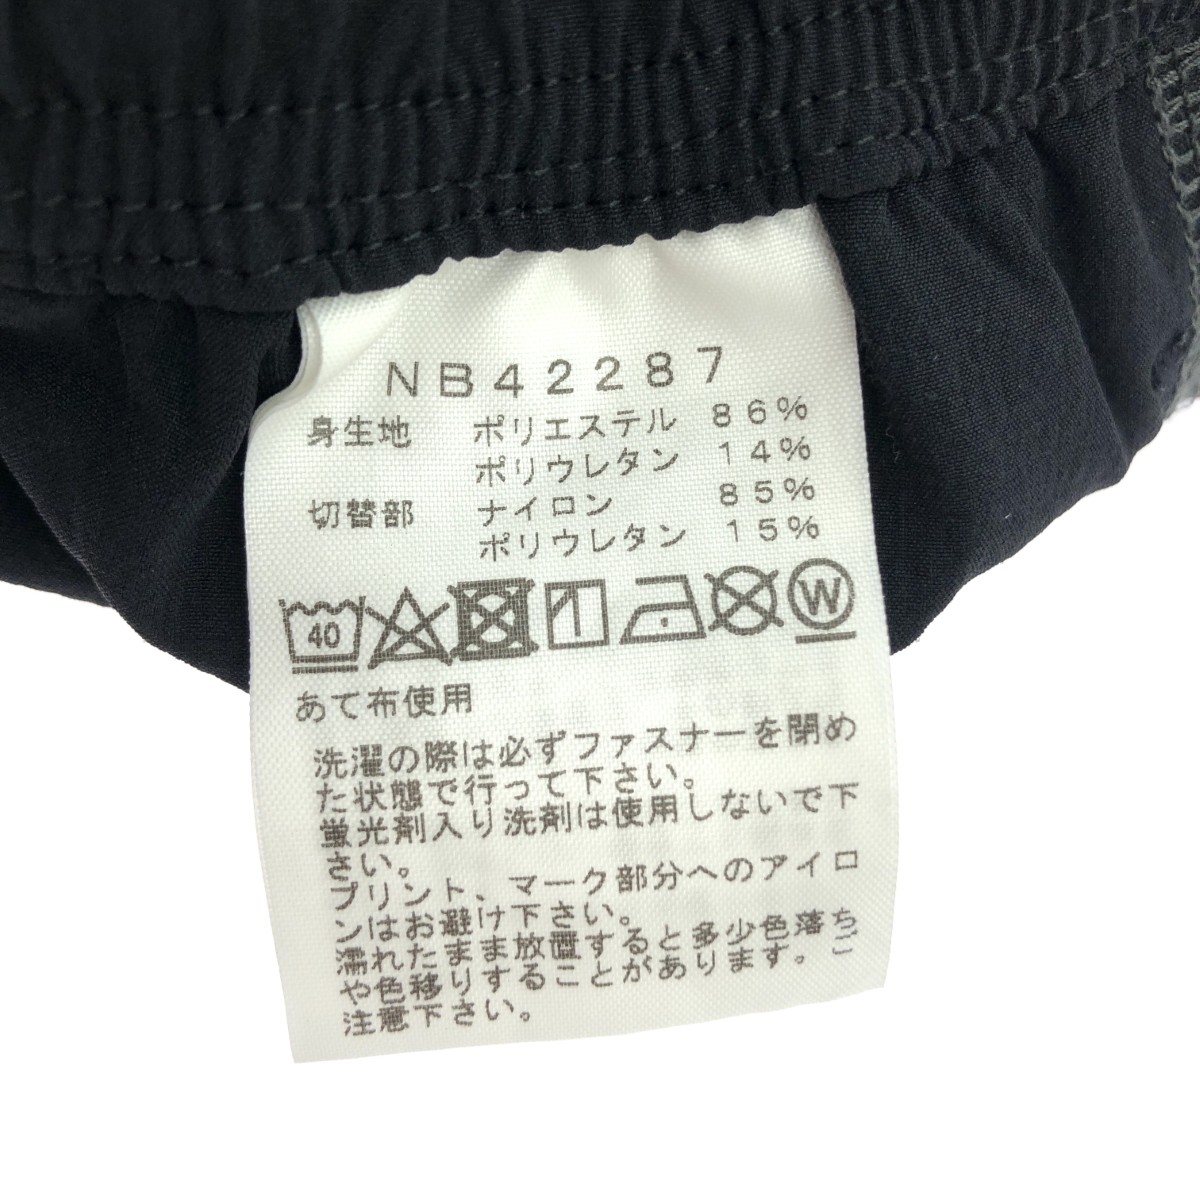 NB42287
身生地 ポリエステル 86%
ポリウレタン 14%
切替部 ナイロン 85%
ポリウレタン 15%
40 W
あて布使用
洗濯の際は必ずファスナーを閉め
た状態で行って下さい。
蛍光剤入り洗剤は使用しないで下
さい。
プリント、マーク部分へのアイロ
ンはお避け下さい。
濡れたまま放置すると多少色落ち
や色移りすることがあります。ご
注意下さい。